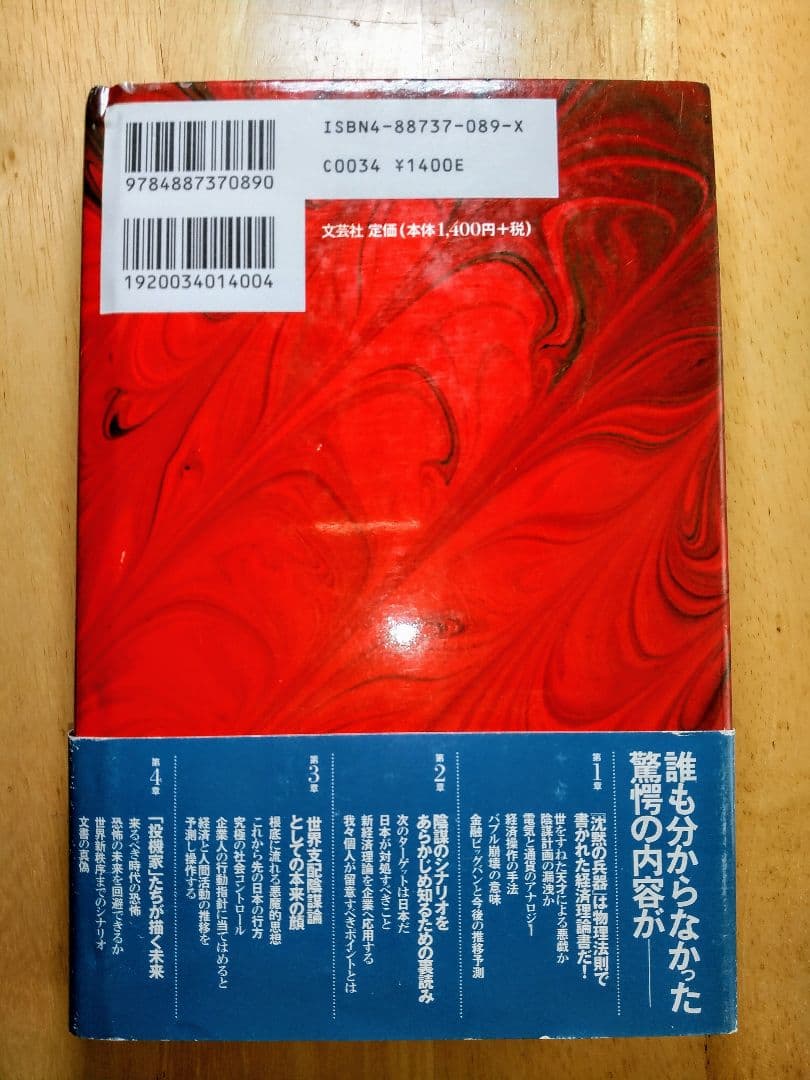 ISBN4-88737-089-X
C0034 ¥1400E
9784887370890
1920034014004
文芸社 定価(本体1,400円+税)
誰も分からなかった
驚愕の内容が――
第1章
「沈黙の兵器」は物理法則で
書かれた経済理論書だ!
世をすねた天才による悪戯か
陰謀計画の漏洩か
電気と通貨のアナロジー
経済操作の手法
バブル崩壊の意味
金融ビッグバンと今後の推移予測
第2章
陰謀のシナリオを
あらかじめ知るための裏読み
次のターゲットは日本だ
日本が対処すべきこと
新経済理論を企業へ応用する
我々個人が留意すべきポイントとは
第3章
世界支配陰謀論
としての本来の顔
根底に流れる悪魔的思想
これから先の日本の行方
究極の社会コントロール
企業人の行動指針に当てはめると
経済と人間活動の推移を
予測し操作する
第4章
「投機家」たちが描く未来
来るべき時代の恐怖
恐怖の未来を回避できるか
世界新秩序までのシナリオ
文書の真偽